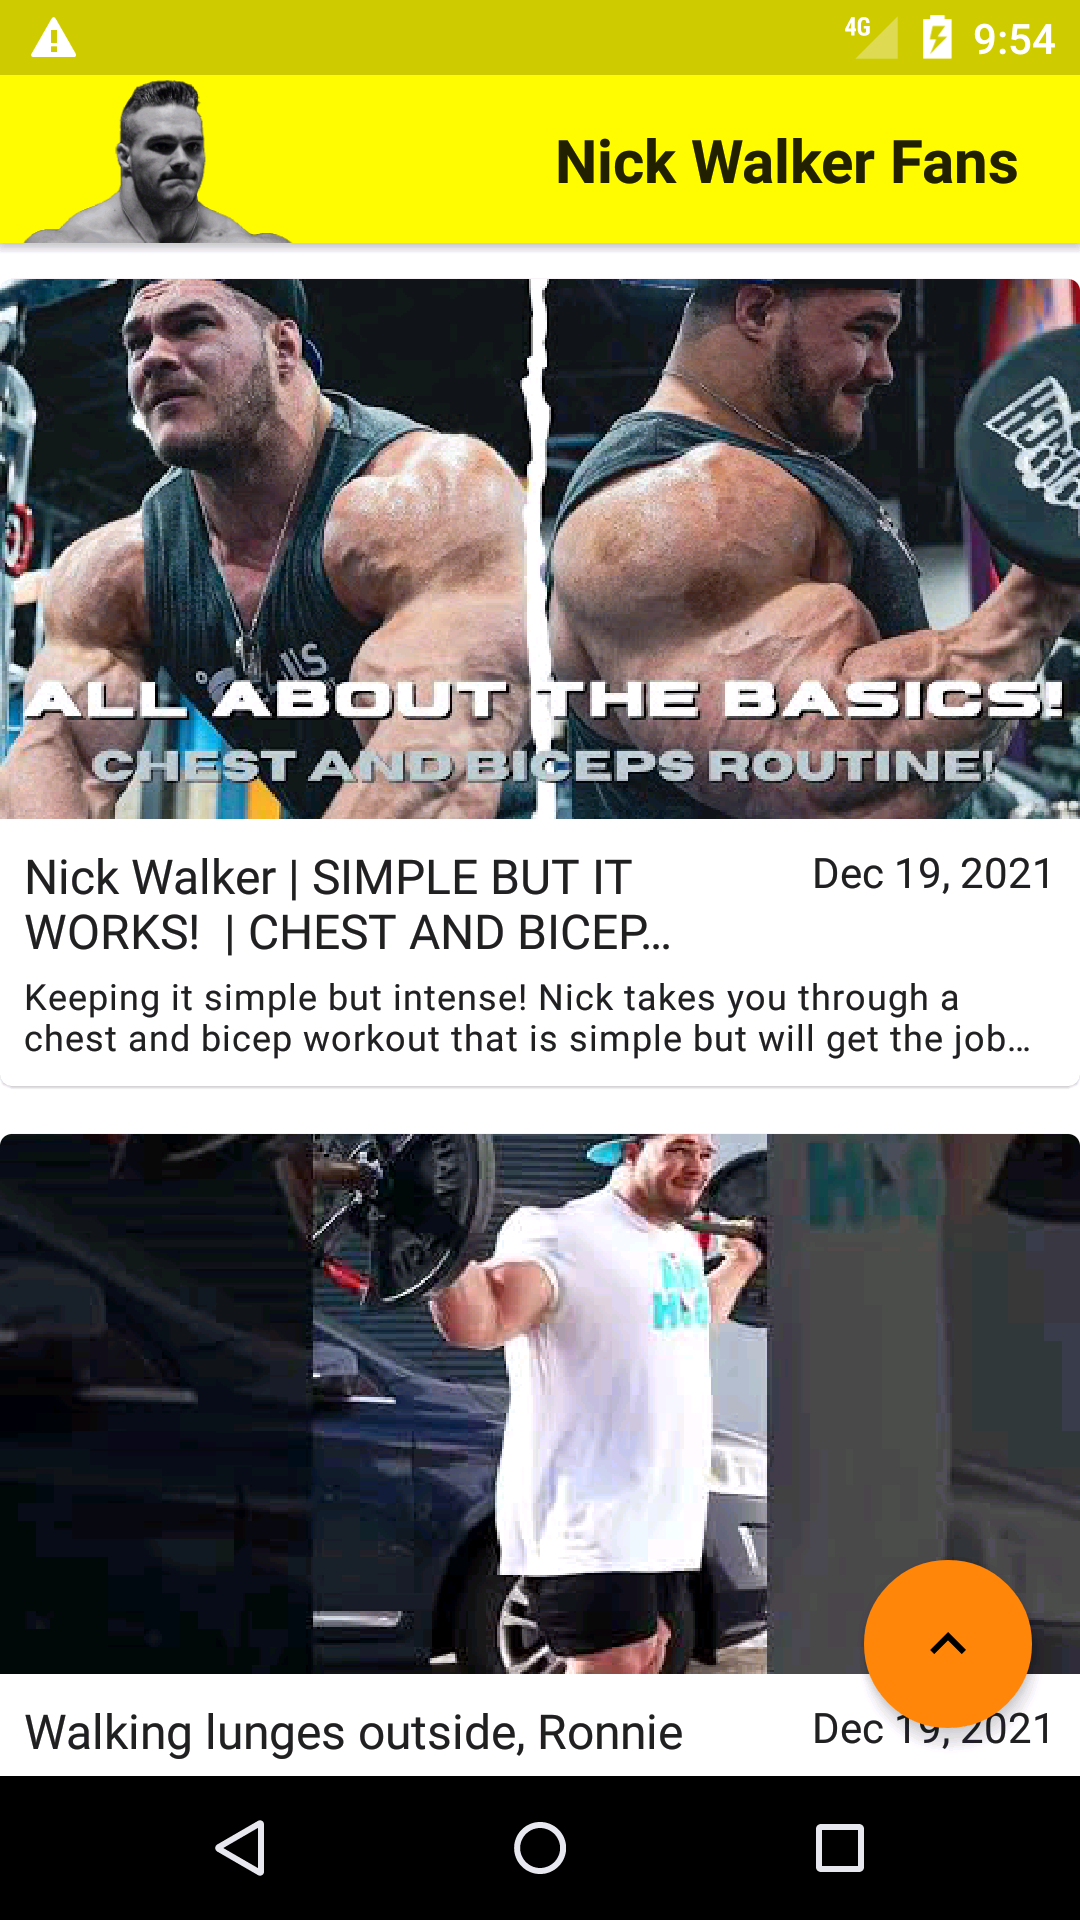 4G 9:54
Nick Walker Fans
ALL ABOUT THE BASICS!
CHEST AND BICEPS ROUTINE!
Nick Walker | SIMPLE BUT IT
WORKS!  | CHEST AND BICEP...
Dec 19, 2021
Keeping it simple but intense! Nick takes you through a
chest and bicep workout that is simple but will get the job...
Walking lunges outside, Ronnie
Dec 19, 2021